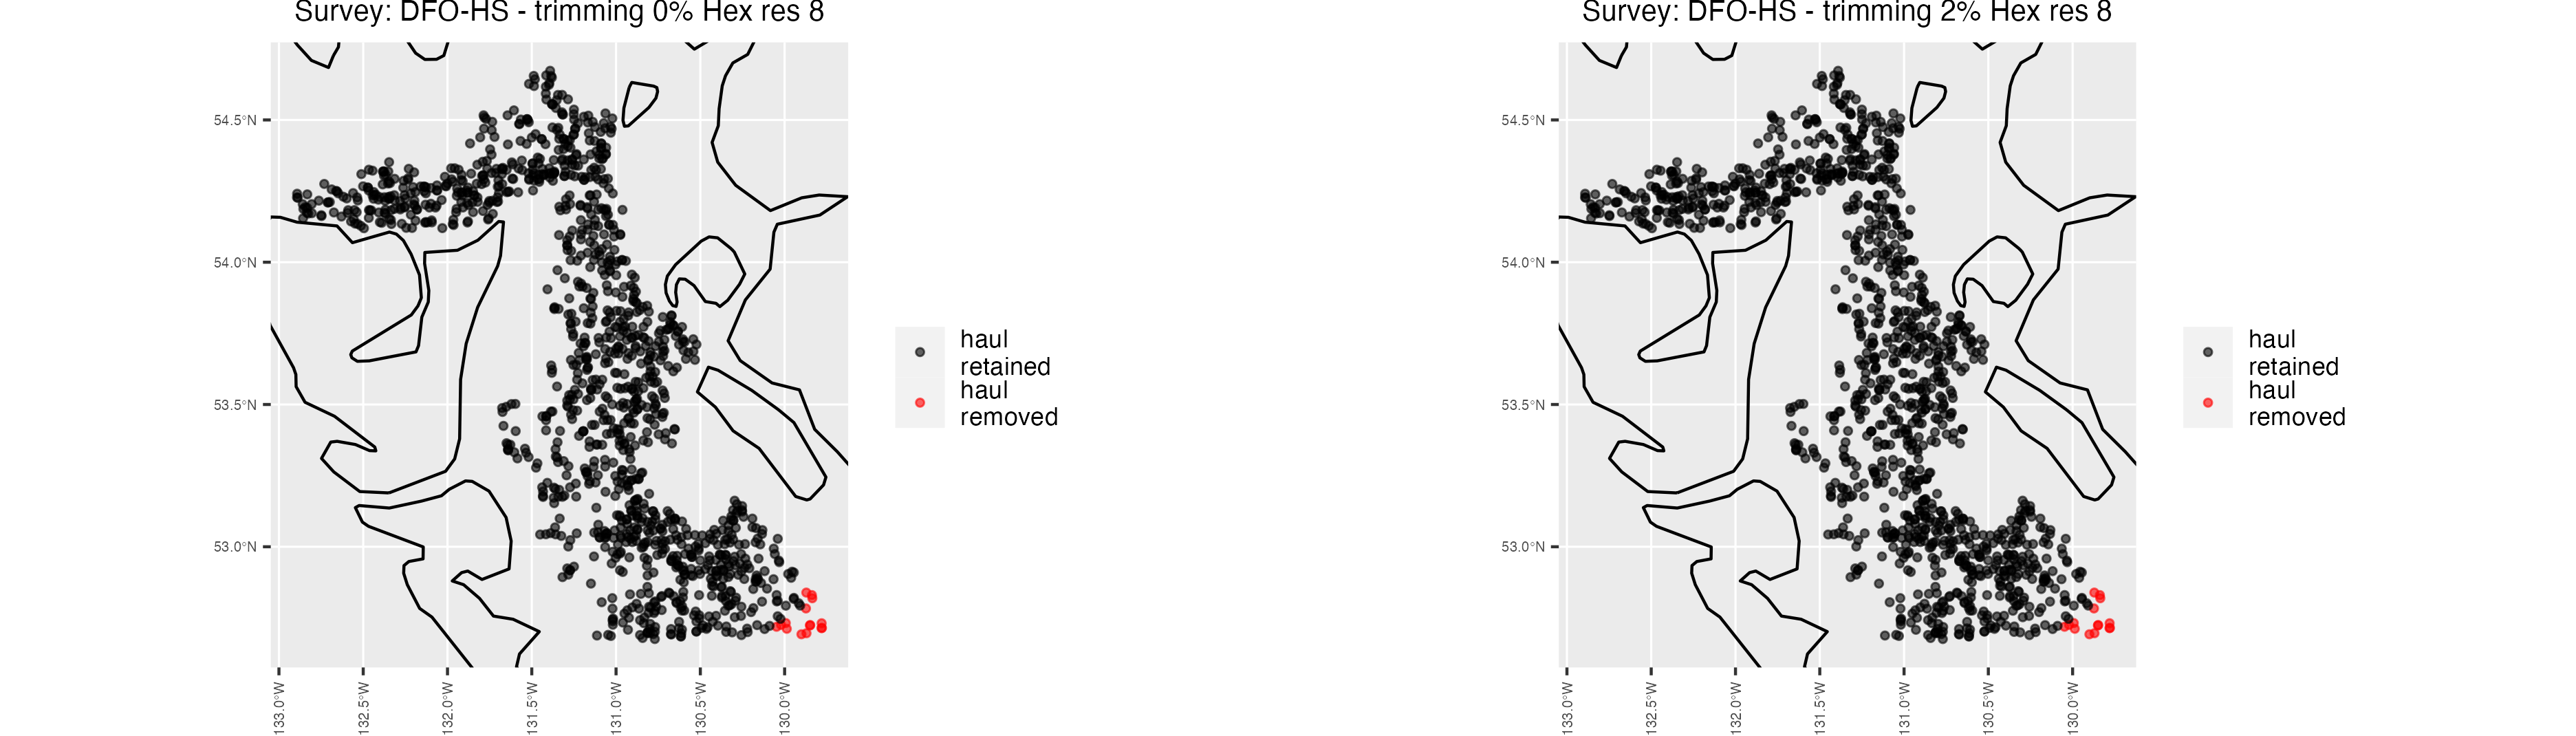 Survey: DFO-HS - trimming 0% Hex res 8
54.5°N
54.0°N
53.5°N
53.0°N
133.0°W
132.5°W
132.0°W
131.5°W
131.0°W
130.5°W
130.0°W
haul
retained
haul
removed
Survey: DFO-HS - trimming 2% Hex res 8
54.5°N
54.0°N
53.5°N
53.0°N
133.0°W
132.5°W
132.0°W
131.5°W
131.0°W
130.5°W
130.0°W
haul
retained
haul
removed